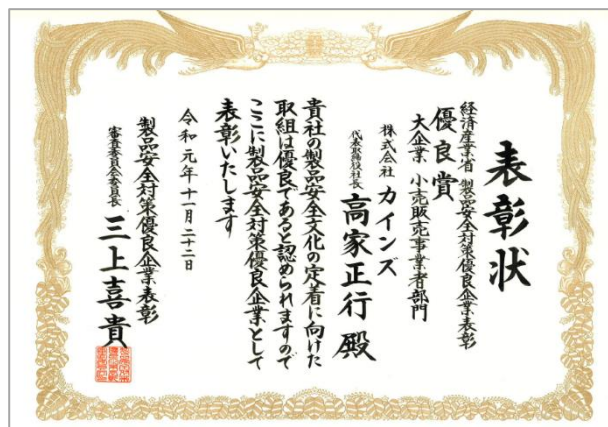 表彰状
経済産業省 製品安全対策優良企業表彰
優良賞
大企業 小売販売事業者部門
株式会社 カインズ
代表取締役社長 高家正行 殿
貴社の製品安全文化の定着に向けた
取組は優良であると認められますので
ここに製品安全対策優良企業として
表彰いたします
令和元年十一月二十二日
製品安全対策優良企業表彰
審査委員会委員長 三上喜貴